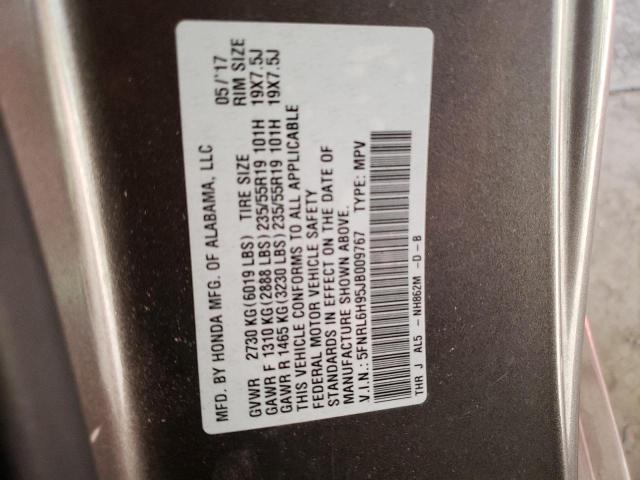 MFD. BY HONDA MFG. OF ALABAMA, LLC 05/'17
GVWR 2730 KG(6019 LBS) TIRE SIZE RIM SIZE
GAWR F 1310 KG(2888 LBS)235/55R19 101H 19X7.5J
GAWR R 1465 KG(3230 LBS)235/55R19 101H 19X7.5J
THIS VEHICLE CONFORMS TO ALL APPLICABLE
FEDERAL MOTOR VEHICLE SAFETY
STANDARDS IN EFFECT ON THE DATE OF
MANUFACTURE SHOWN ABOVE.
V.I.N.: 5FNRL6H95JB009767 TYPE: MPV
THR J AL5 - NH862M -D-B